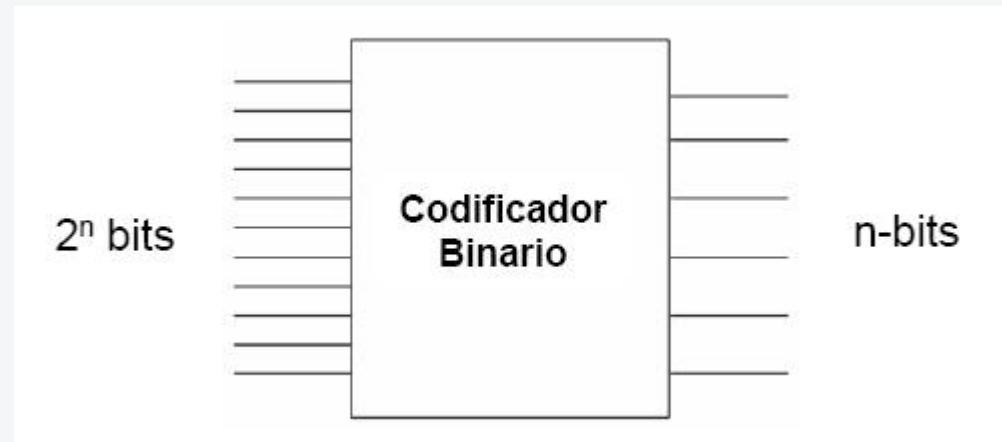 2ⁿ bits
Codificador
Binario
n-bits